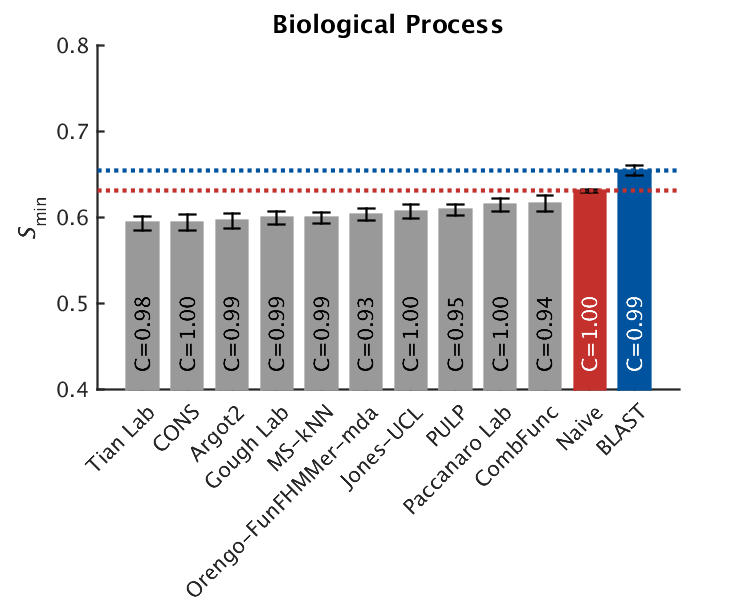 Biological Process
0.8
0.7
0.6
0.5
0.4
Smin
C=0.98
C=1.00
C=0.99
C=0.99
C=0.99
C=0.93
C=1.00
C=0.95
C=1.00
C=0.94
C=1.00
C=0.99
Tian Lab
CONS
Argot2
Gough Lab
MS-kNN
Orengo-FunFHMMer-mda
Jones-UCL
PULP
Paccanaro Lab
CombFunc
Naive
BLAST